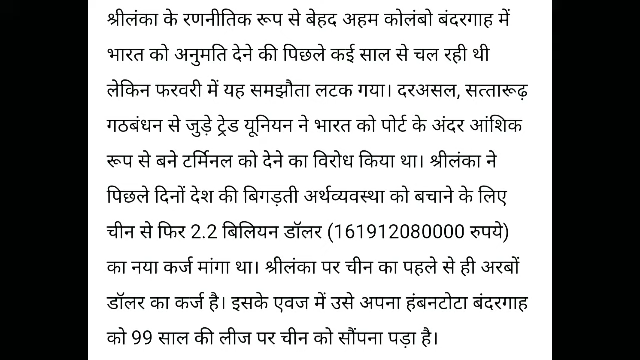 श्रीलंका के रणनीतिक रूप से बेहद अहम कोलंबो बंदरगाह में
भारत को अनुमति देने की पिछले कई साल से चल रही थी
लेकिन फरवरी में यह समझौता लटक गया। दरअसल, सत्तारूढ़
गठबंधन से जुड़े ट्रेड यूनियन ने भारत को पोर्ट के अंदर आंशिक
रूप से बने टर्मिनल को देने का विरोध किया था। श्रीलंका ने
पिछले दिनों देश की बिगड़ती अर्थव्यवस्था को बचाने के लिए
चीन से फिर 2.2 बिलियन डॉलर (161912080000 रुपये)
का नया कर्ज मांगा था। श्रीलंका पर चीन का पहले से ही अरबों
डॉलर का कर्ज है। इसके एवज में उसे अपना हंबनटोटा बंदरगाह
को 99 साल की लीज पर चीन को सौंपना पड़ा है।